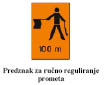 100 m
Predznak za ručno reguliranje
prometa